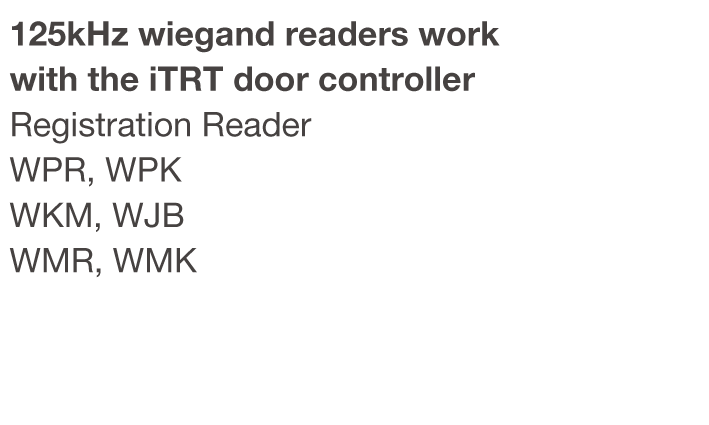 125kHz wiegand readers work
with the iTRT door controller
Registration Reader
WPR, WPK
WKM, WJB
WMR, WMK